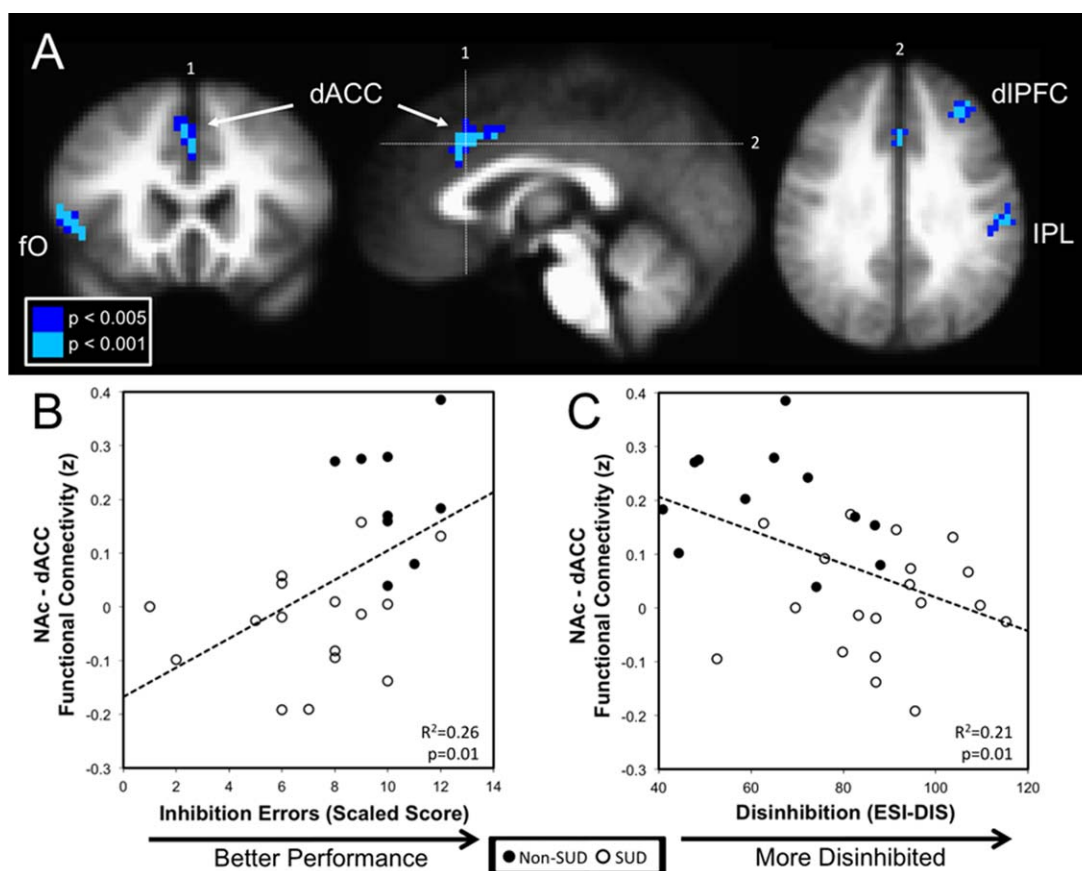 A
1
dACC
fO
p < 0.005
p < 0.001
1
2
2
dlPFC
IPL
B
NAc - dACC
Functional Connectivity (z)
0.4
0.3
0.2
0.1
0
-0.1
-0.2
-0.3
0 2 4 6 8 10 12 14
R²=0.26
p=0.01
Inhibition Errors (Scaled Score)
Better Performance
C
NAc - dACC
Functional Connectivity (z)
0.4
0.3
0.2
0.1
0
-0.1
-0.2
-0.3
40 60 80 100 120
R²=0.21
p=0.01
Disinhibition (ESI-DIS)
More Disinhibited
Non-SUD SUD